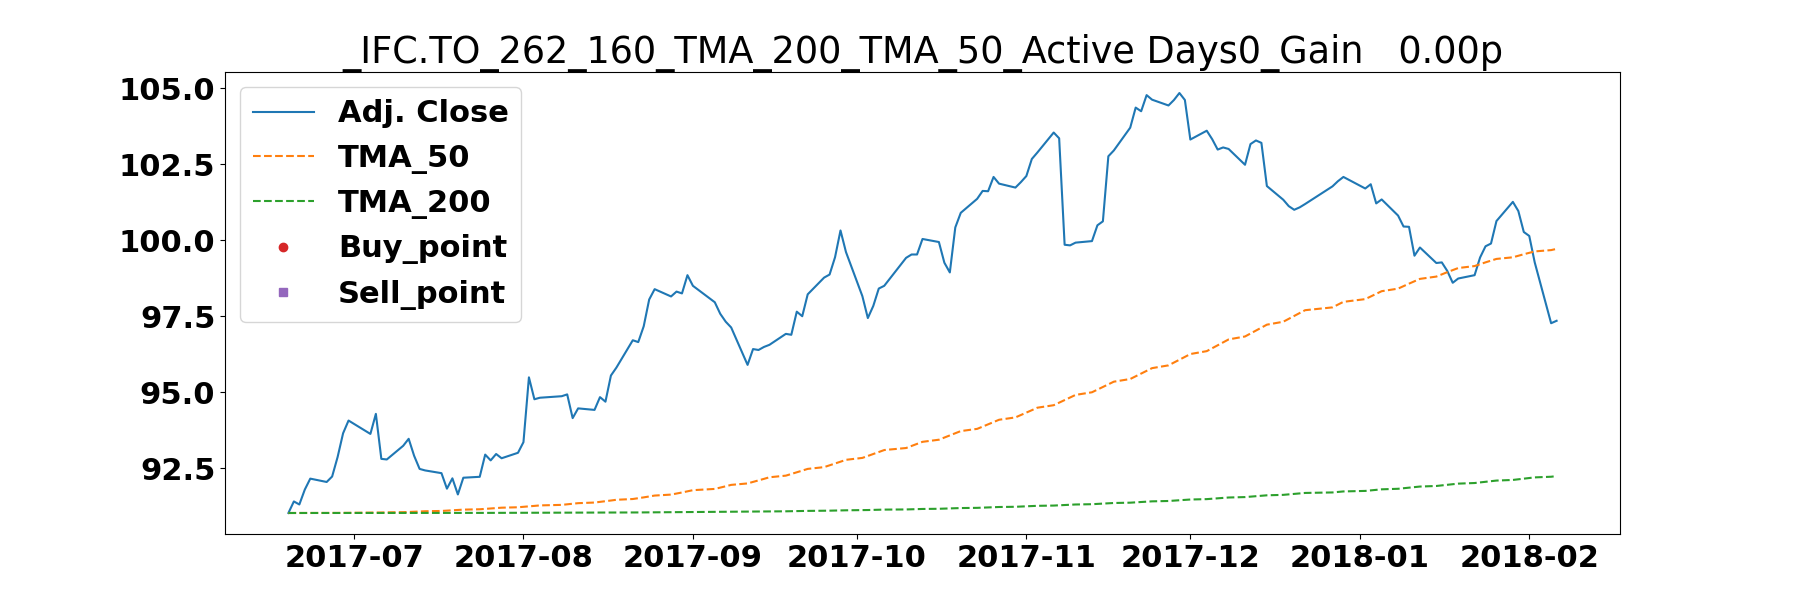 _IFC.TO_262_160_TMA_200_TMA_50_Active Days0_Gain   0.00p
105.0
102.5
100.0
97.5
95.0
92.5
Adj. Close
TMA_50
TMA_200
Buy_point
Sell_point
2017-07 2017-08 2017-09 2017-10 2017-11 2017-12 2018-01 2018-02